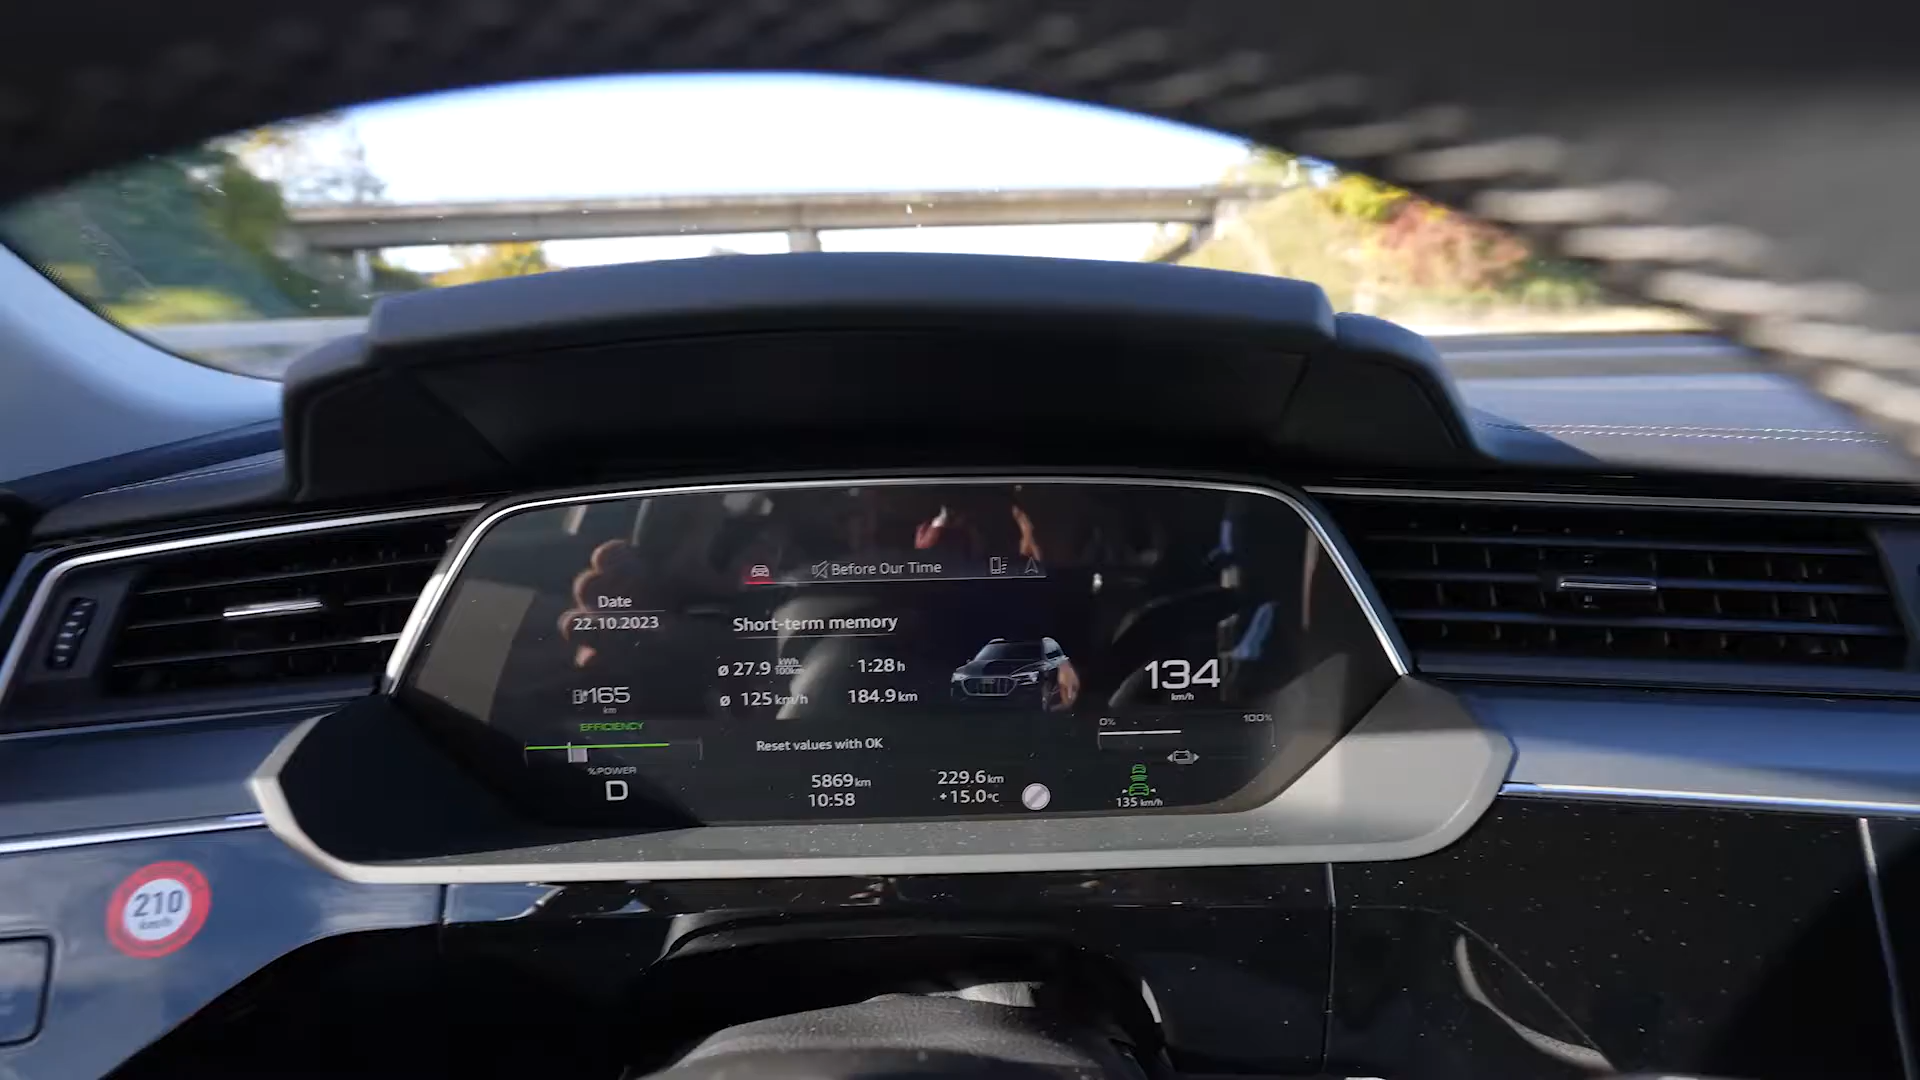 Before Our Time
Date
22.10.2023
Short-term memory
ø 27.9 kWh/100km 1:28 h
ø 125 km/h 184.9 km
165
km
134
km/h
EFFICIENCY
0% 100%
Reset values with OK
%POWER
D
5869 km 229.6 km
10:58 +15.0 °C
135 km/h
210
km/h